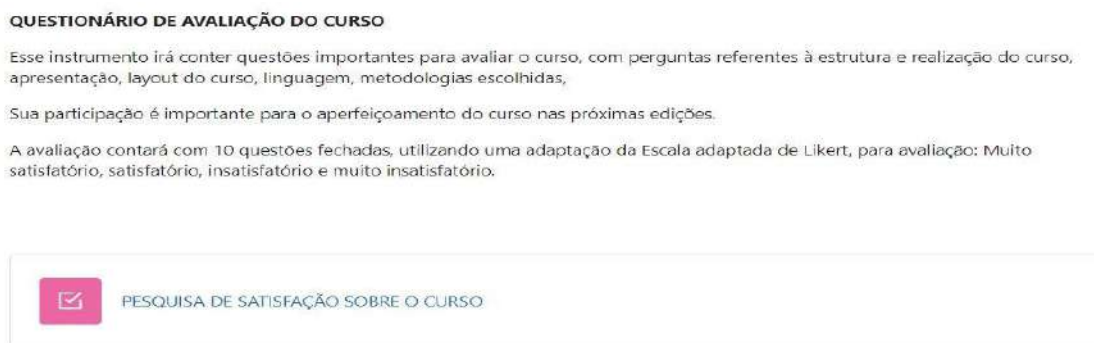 QUESTIONÁRIO DE AVALIAÇÃO DO CURSO
Esse instrumento irá conter questões importantes para avaliar o curso, com perguntas referentes à estrutura e realização do curso,
apresentação, layout do curso, linguagem, metodologias escolhidas,
Sua participação é importante para o aperfeiçoamento do curso nas próximas edições.
A avaliação contará com 10 questões fechadas, utilizando uma adaptação da Escala adaptada de Likert, para avaliação: Muito
satisfatório, satisfatório, insatisfatório e muito insatisfatório.
PESQUISA DE SATISFAÇÃO SOBRE O CURSO